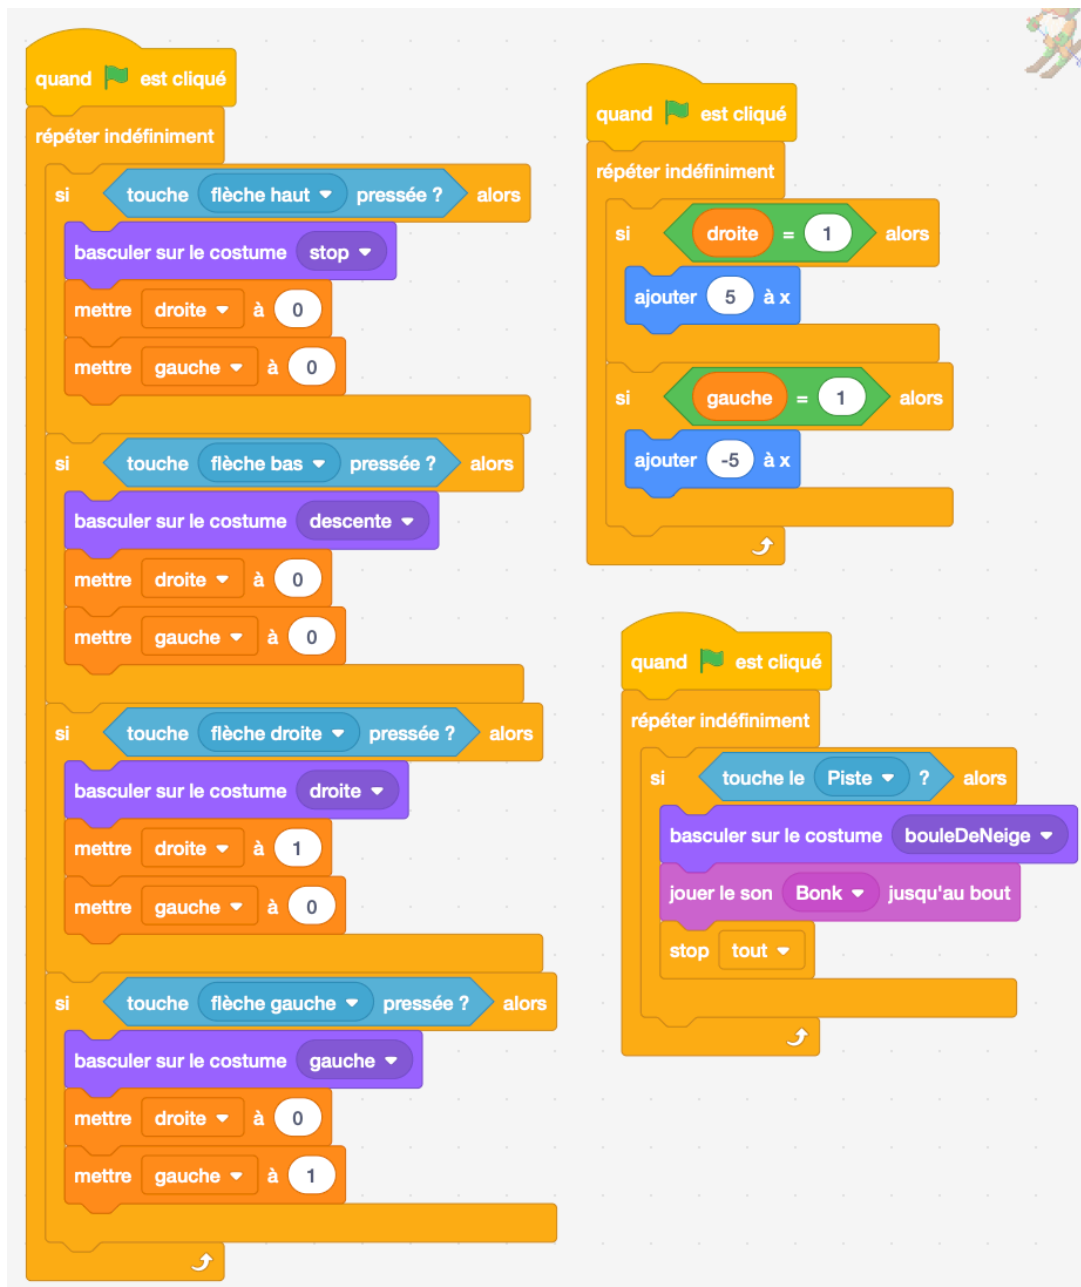 quand est cliqué
répéter indéfiniment
si touche flèche haut pressée ? alors
basculer sur le costume stop
mettre droite à 0
mettre gauche à 0
si touche flèche bas pressée ? alors
basculer sur le costume descente
mettre droite à 0
mettre gauche à 0
si touche flèche droite pressée ? alors
basculer sur le costume droite
mettre droite à 1
mettre gauche à 0
si touche flèche gauche pressée ? alors
basculer sur le costume gauche
mettre droite à 0
mettre gauche à 1
quand est cliqué
répéter indéfiniment
si droite = 1 alors
ajouter 5 à x
si gauche = 1 alors
ajouter -5 à x
quand est cliqué
répéter indéfiniment
si touche le Piste ? alors
basculer sur le costume bouleDeNeige
jouer le son Bonk jusqu'au bout
stop tout